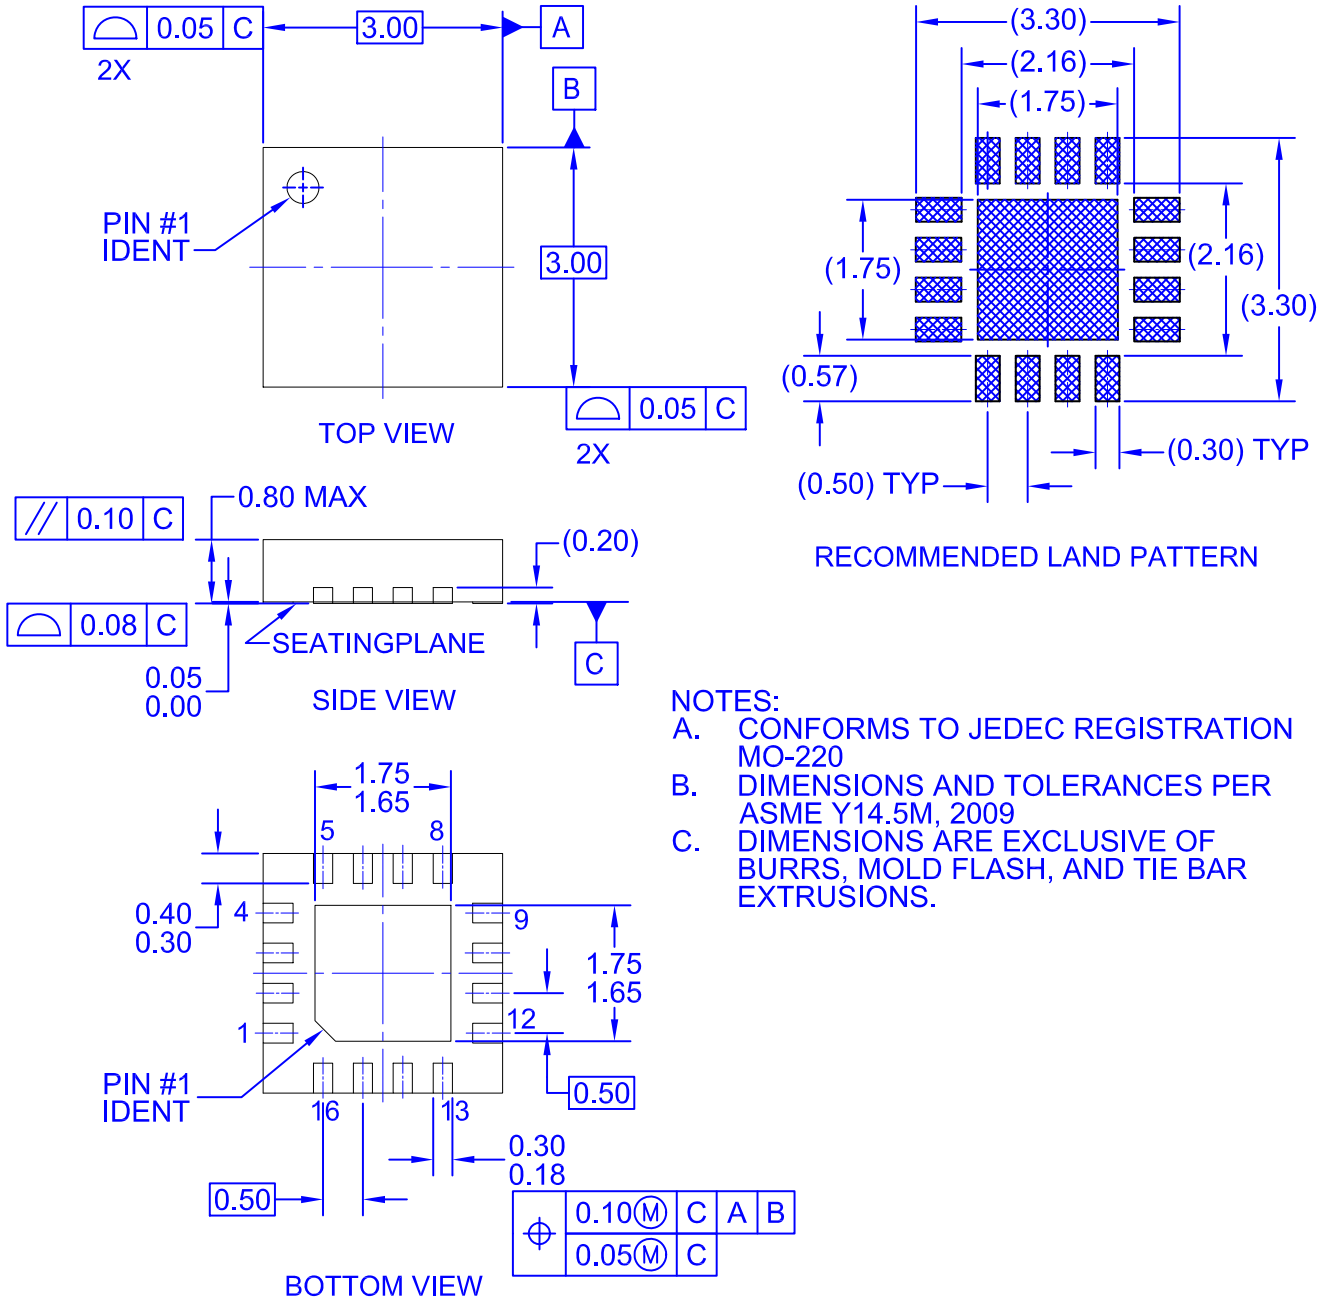 0.05 C
2X
3.00
A
B
PIN #1
IDENT
3.00
0.05 C
2X
TOP VIEW
(3.30)
(2.16)
(1.75)
(1.75)
(2.16)
(3.30)
(0.57)
(0.30) TYP
(0.50) TYP
RECOMMENDED LAND PATTERN
// 0.10 C
0.80 MAX
(0.20)
0.08 C
SEATINGPLANE
C
0.05
0.00
SIDE VIEW
NOTES:
A. CONFORMS TO JEDEC REGISTRATION
MO-220
B. DIMENSIONS AND TOLERANCES PER
ASME Y14.5M, 2009
C. DIMENSIONS ARE EXCLUSIVE OF
BURRS, MOLD FLASH, AND TIE BAR
EXTRUSIONS.
1.75
1.65
5 8
0.40
0.30
4
9
1.75
1.65
1
12
PIN #1
IDENT
16 13
0.50
0.30
0.18
0.50
0.10Ⓜ C A B
0.05Ⓜ C
BOTTOM VIEW